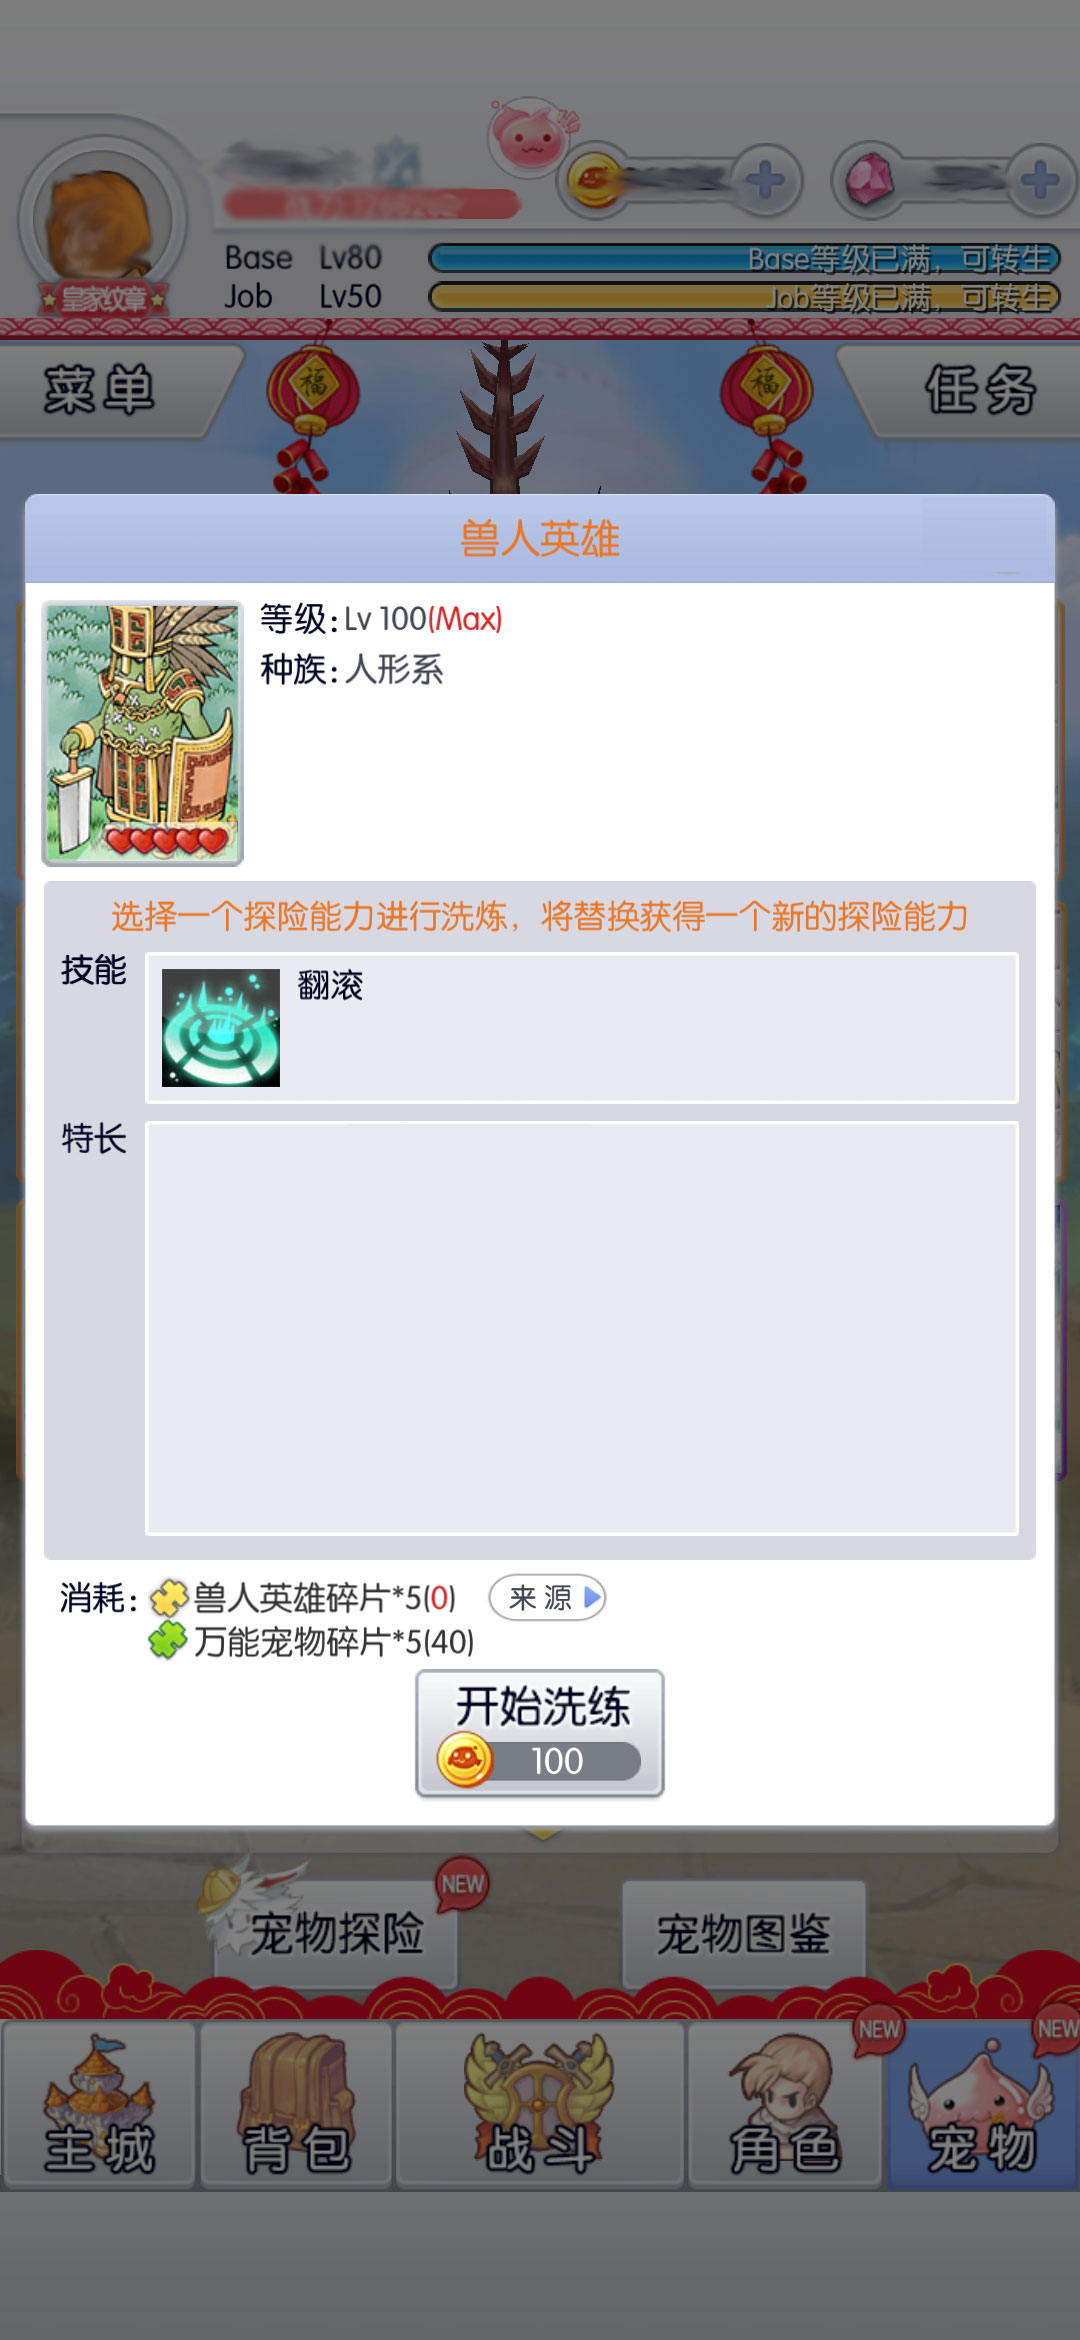 Base Lv80
Base等级已满，可转生
Job Lv50
Job等级已满，可转生
皇家纹章
菜单
福
福
任务
兽人英雄
等级:Lv 100(Max)
种族:人形系
选择一个探险能力进行洗炼，将替换获得一个新的探险能力
技能
翻滚
特长
消耗:兽人英雄碎片*5(0)
来源
万能宠物碎片*5(40)
开始洗练
100
NEW
宠物探险
宠物图鉴
NEW
NEW
主城
背包
战斗
角色
宠物